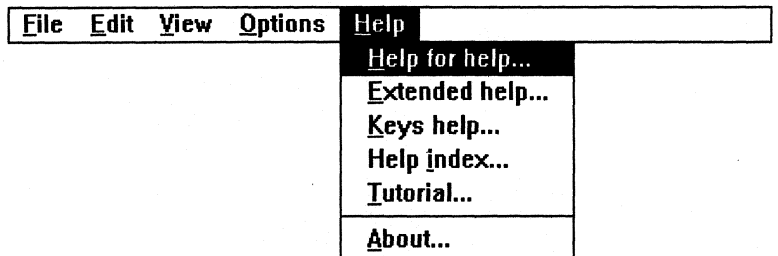 File Edit View Options Help
Help for help...
Extended help...
Keys help...
Help index...
Tutorial...
About...